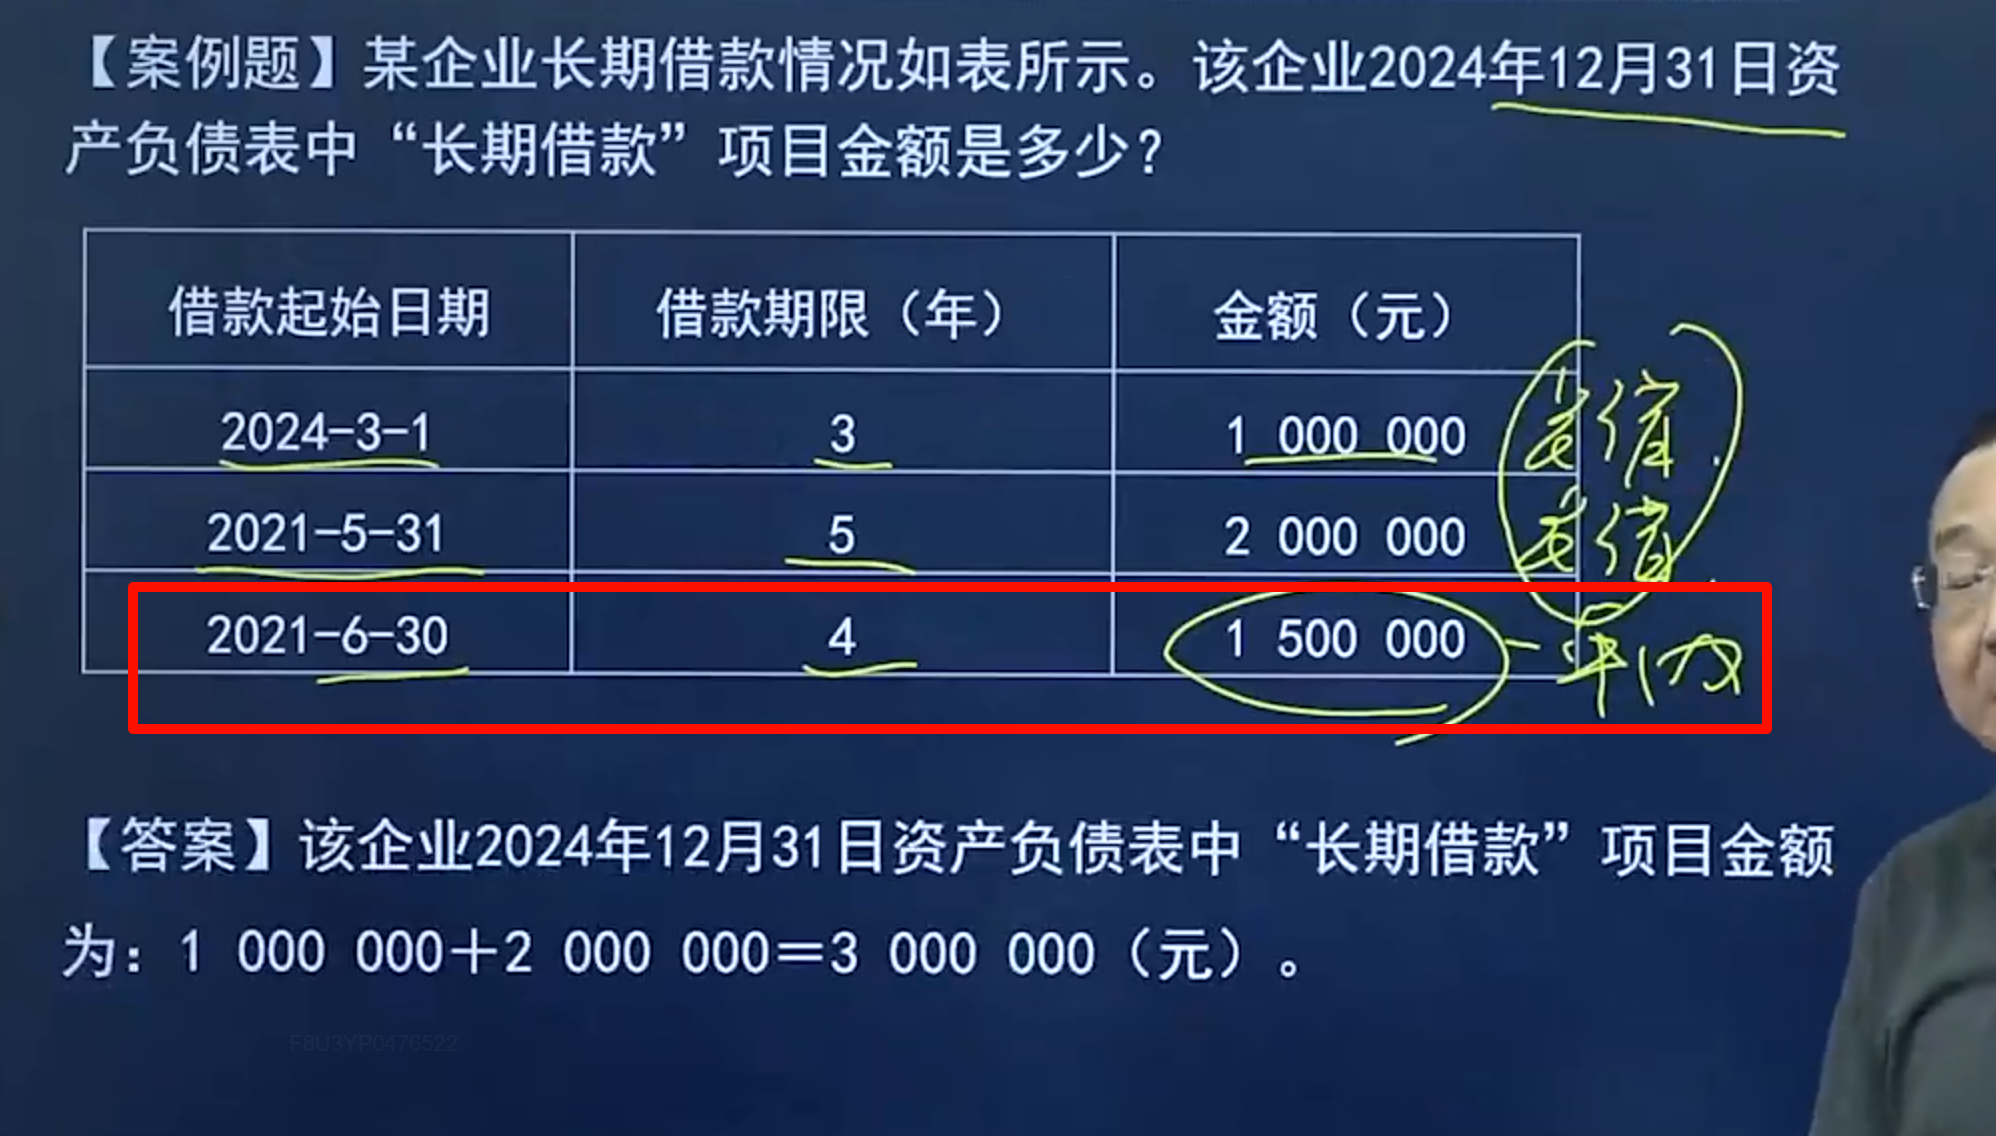 【案例题】某企业长期借款情况如表所示。该企业2024年12月31日资
产负债表中“长期借款”项目金额是多少？
借款起始日期 借款期限（年） 金额（元）
2024-3-1 3 1 000 000
2021-5-31 5 2 000 000
2021-6-30 4 1 500 000 一年内
【答案】该企业2024年12月31日资产负债表中“长期借款”项目金额
为：1 000 000＋2 000 000＝3 000 000（元）。
F8U3YP0476522